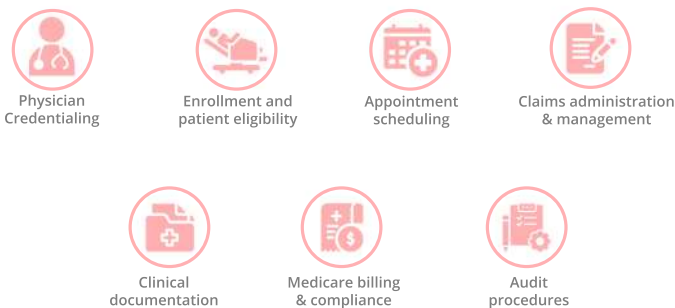 Physician
Credentialing
Enrollment and
patient eligibility
Appointment
scheduling
Claims administration
& management
Clinical
documentation
Medicare billing
& compliance
Audit
procedures